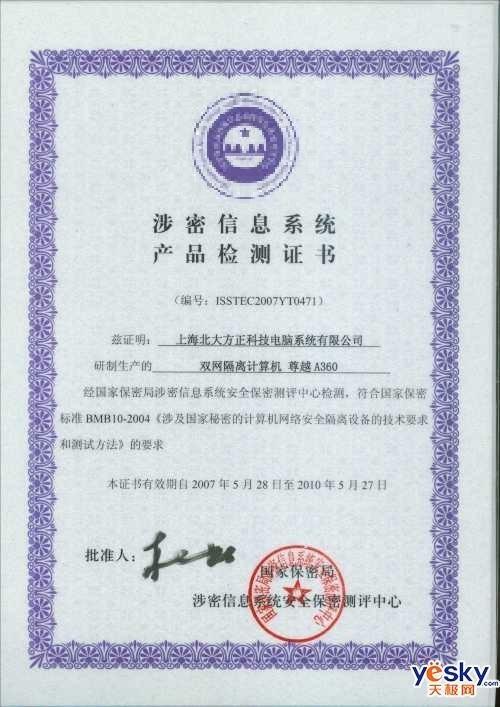 涉密信息系统
产品检测证书
（编号：ISSTEC2007YT0471）
兹证明： 上海北大方正科技电脑系统有限公司
研制生产的 双网隔离计算机 尊越A360
经国家保密局涉密信息系统安全保密测评中心检测，符合国家保密
标准 BMB10-2004《涉及国家秘密的计算机网络安全隔离设备的技术要求
和测试方法》的要求
本证书有效期自 2007 年 5 月 28 日至 2010 年 5 月 27 日
批准人：
国家保密局
涉密信息系统安全保密测评中心
yesky.com
天极网